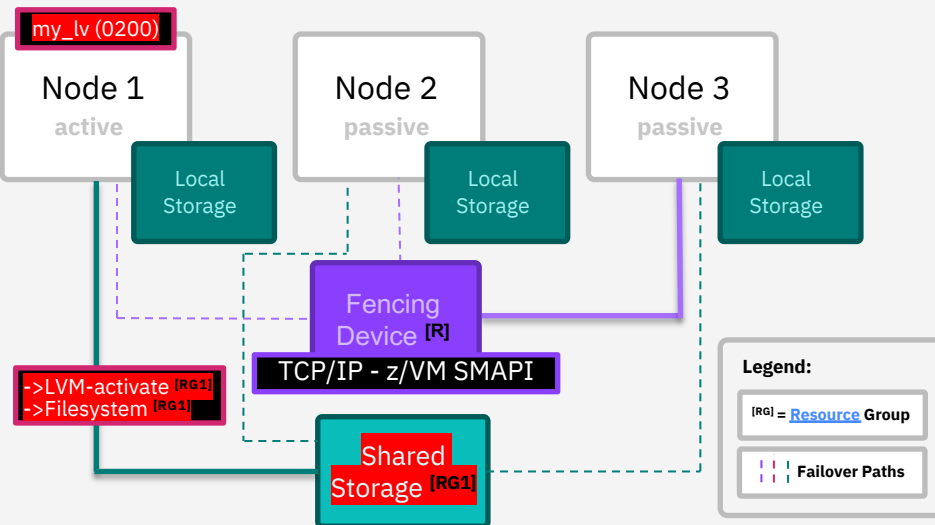 my_lv (0200)
Node 1
active
Node 2
passive
Node 3
passive
Local
Storage
Local
Storage
Local
Storage
Fencing
Device [R]
TCP/IP - z/VM SMAPI
->LVM-activate [RG1]
->Filesystem [RG1]
Shared
Storage [RG1]
Legend:
[RG] = Resource Group
Failover Paths